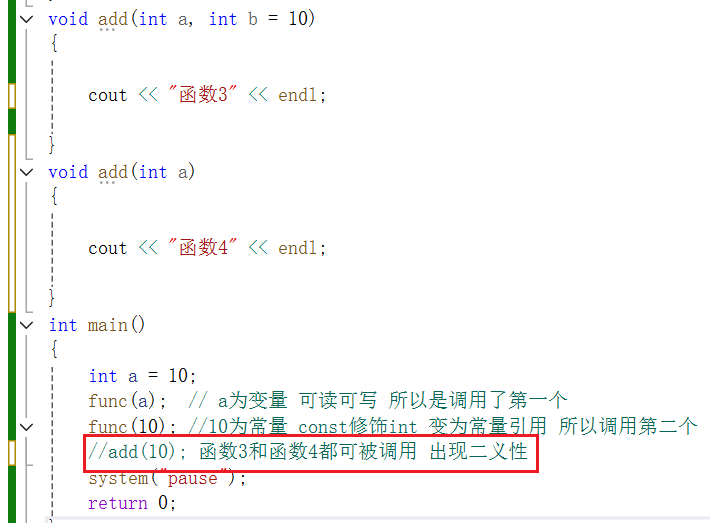 void add(int a, int b = 10)
{
cout << "函数3" << endl;
}
void add(int a)
{
cout << "函数4" << endl;
}
int main()
{
int a = 10;
func(a);  // a为变量 可读可写 所以是调用了第一个
func(10); //10为常量 const修饰int 变为常量引用 所以调用第二个
//add(10); 函数3和函数4都可被调用 出现二义性
system("pause");
return 0;